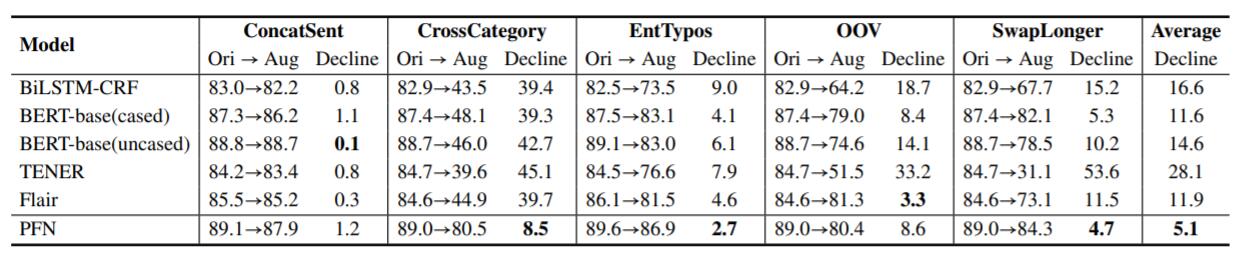 Model ConcatSent CrossCategory EntTypos OOV SwapLonger Average
Ori → Aug Decline Ori → Aug Decline Ori → Aug Decline Ori → Aug Decline Ori → Aug Decline Decline
BiLSTM-CRF 83.0→82.2 0.8 82.9→43.5 39.4 82.5→73.5 9.0 82.9→64.2 18.7 82.9→67.7 15.2 16.6
BERT-base(cased) 87.3→86.2 1.1 87.4→48.1 39.3 87.5→83.1 4.1 87.4→79.0 8.4 87.4→82.1 5.3 11.6
BERT-base(uncased) 88.8→88.7 0.1 88.7→46.0 42.7 89.1→83.0 6.1 88.7→74.6 14.1 88.7→78.5 10.2 14.6
TENER 84.2→83.4 0.8 84.7→39.6 45.1 84.5→76.6 7.9 84.7→51.5 33.2 84.7→31.1 53.6 28.1
Flair 85.5→85.2 0.3 84.6→44.9 39.7 86.1→81.5 4.6 84.6→81.3 3.3 84.6→73.1 11.5 11.9
PFN 89.1→87.9 1.2 89.0→80.5 8.5 89.6→86.9 2.7 89.0→80.4 8.6 89.0→84.3 4.7 5.1